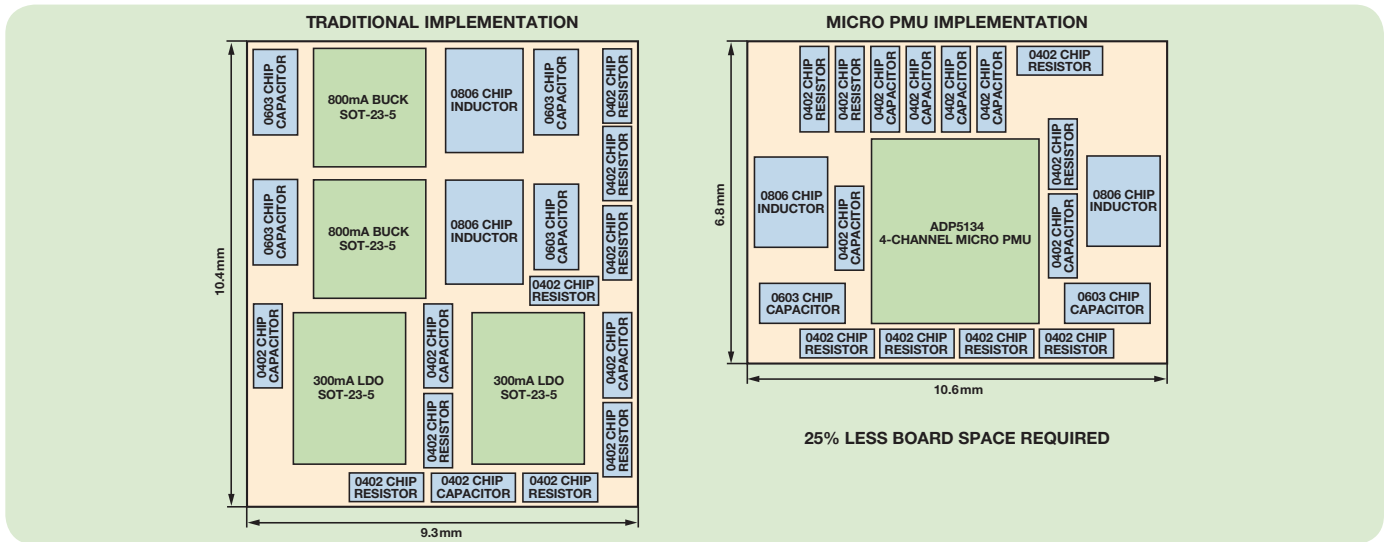 TRADITIONAL IMPLEMENTATION
0603 CHIP
CAPACITOR
800mA BUCK
SOT-23-5
0806 CHIP
INDUCTOR
0603 CHIP
CAPACITOR
0402 CHIP
RESISTOR
0402 CHIP
RESISTOR
0603 CHIP
CAPACITOR
800mA BUCK
SOT-23-5
0806 CHIP
INDUCTOR
0603 CHIP
CAPACITOR
0402 CHIP
RESISTOR
0402 CHIP
RESISTOR
10.4mm
0402 CHIP
CAPACITOR
300mA LDO
SOT-23-5
0402 CHIP
CAPACITOR
0402 CHIP
RESISTOR
300mA LDO
SOT-23-5
0402 CHIP
CAPACITOR
0402 CHIP
RESISTOR
0402 CHIP
RESISTOR
0402 CHIP
CAPACITOR
0402 CHIP
RESISTOR
9.3mm
MICRO PMU IMPLEMENTATION
0402 CHIP
RESISTOR
0402 CHIP
RESISTOR
0402 CHIP
CAPACITOR
0402 CHIP
CAPACITOR
0402 CHIP
CAPACITOR
0402 CHIP
CAPACITOR
0402 CHIP
RESISTOR
6.8mm
0806 CHIP
INDUCTOR
0402 CHIP
CAPACITOR
ADP5134
4-CHANNEL MICRO PMU
0402 CHIP
RESISTOR
0402 CHIP
CAPACITOR
0806 CHIP
INDUCTOR
0603 CHIP
CAPACITOR
0603 CHIP
CAPACITOR
0402 CHIP
RESISTOR
0402 CHIP
RESISTOR
0402 CHIP
RESISTOR
0402 CHIP
RESISTOR
10.6mm
25% LESS BOARD SPACE REQUIRED